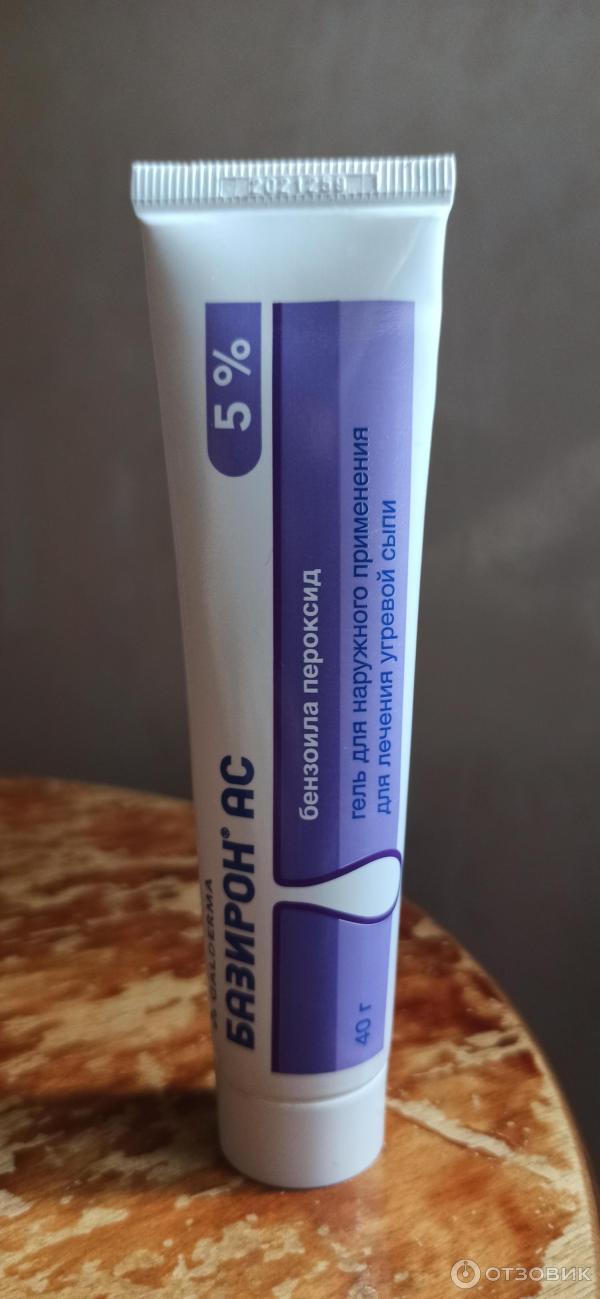 2021259
5 %
GALDERMA
БАЗИРОН® АС
бензоила пероксид
гель для наружного применения
для лечения угревой сыпи
40 г
ОТЗОВИК